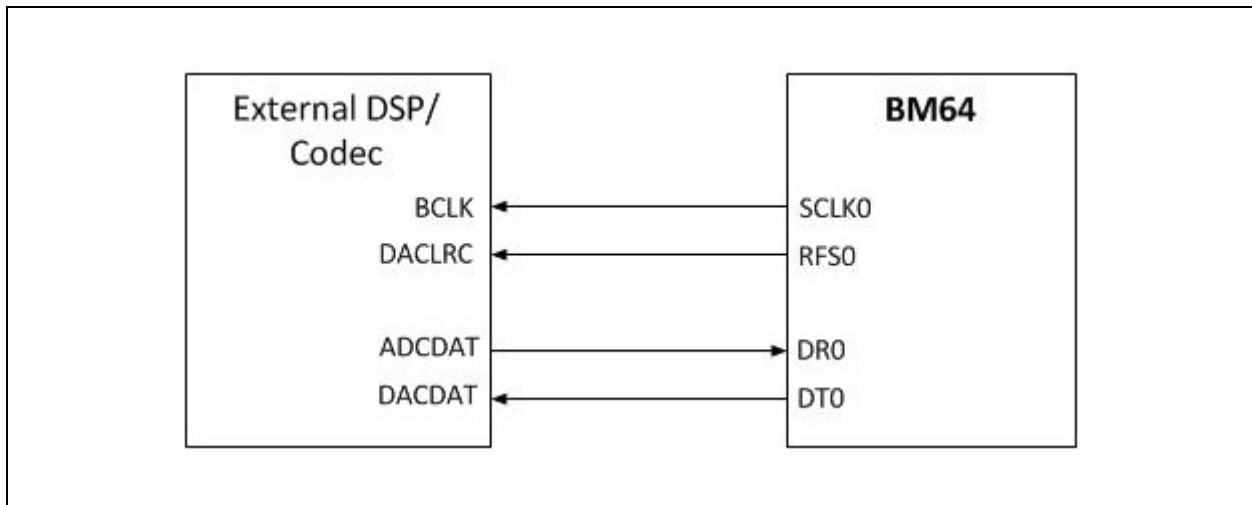 External DSP/
Codec
BCLK
DACLRC
ADCDAT
DACDAT
BM64
SCLK0
RFS0
DR0
DT0